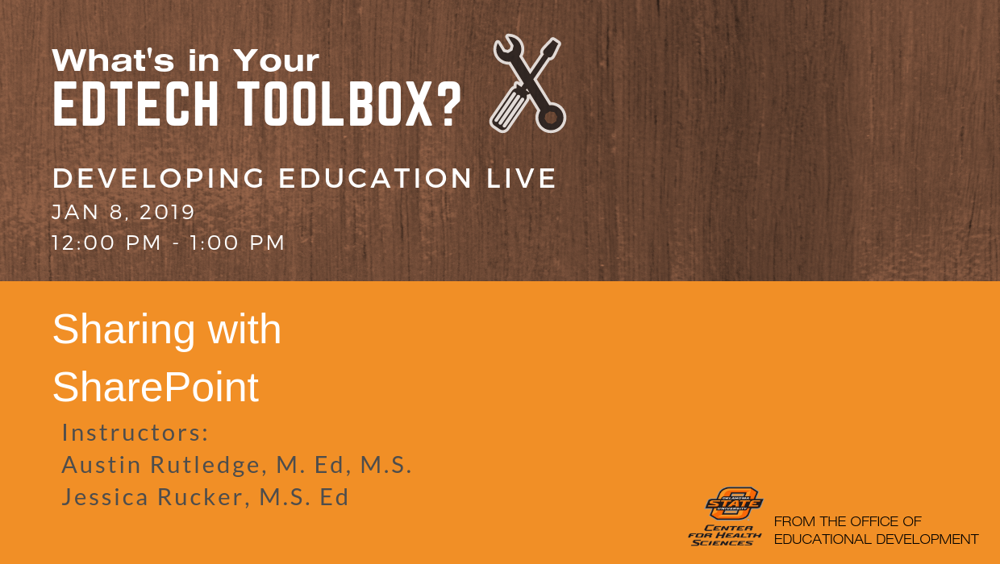 What's in Your
EDTECH TOOLBOX?
DEVELOPING EDUCATION LIVE
JAN 8, 2019
12:00 PM - 1:00 PM
Sharing with
SharePoint
Instructors:
Austin Rutledge, M. Ed, M.S.
Jessica Rucker, M.S. Ed
OKLAHOMA
STATE
UNIVERSITY
CENTER
FOR HEALTH
SCIENCES
FROM THE OFFICE OF
EDUCATIONAL DEVELOPMENT